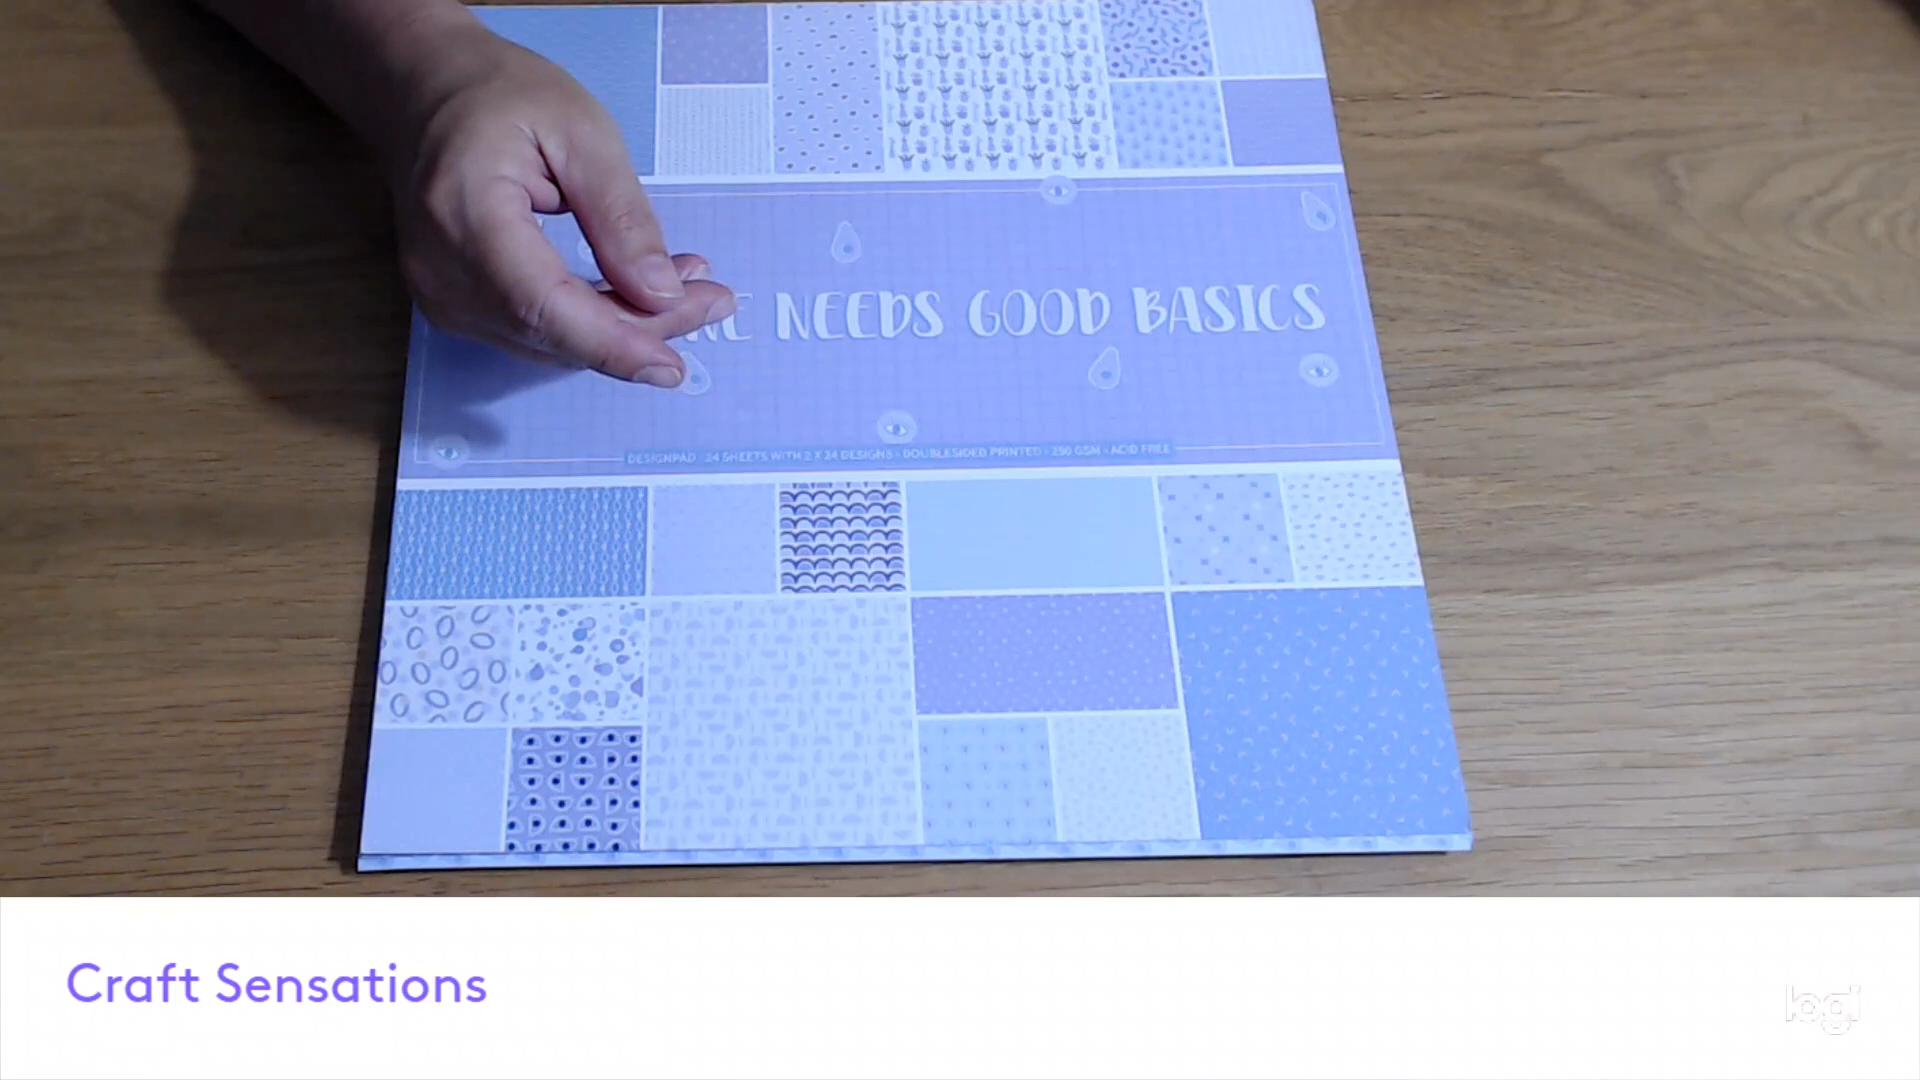 NE NEEDS GOOD BASICS
DESIGNPAD · 24 SHEETS WITH 2 X 24 DESIGNS · DOUBLESIDED PRINTED · 250 GSM · ACID FREE
Craft Sensations
logi